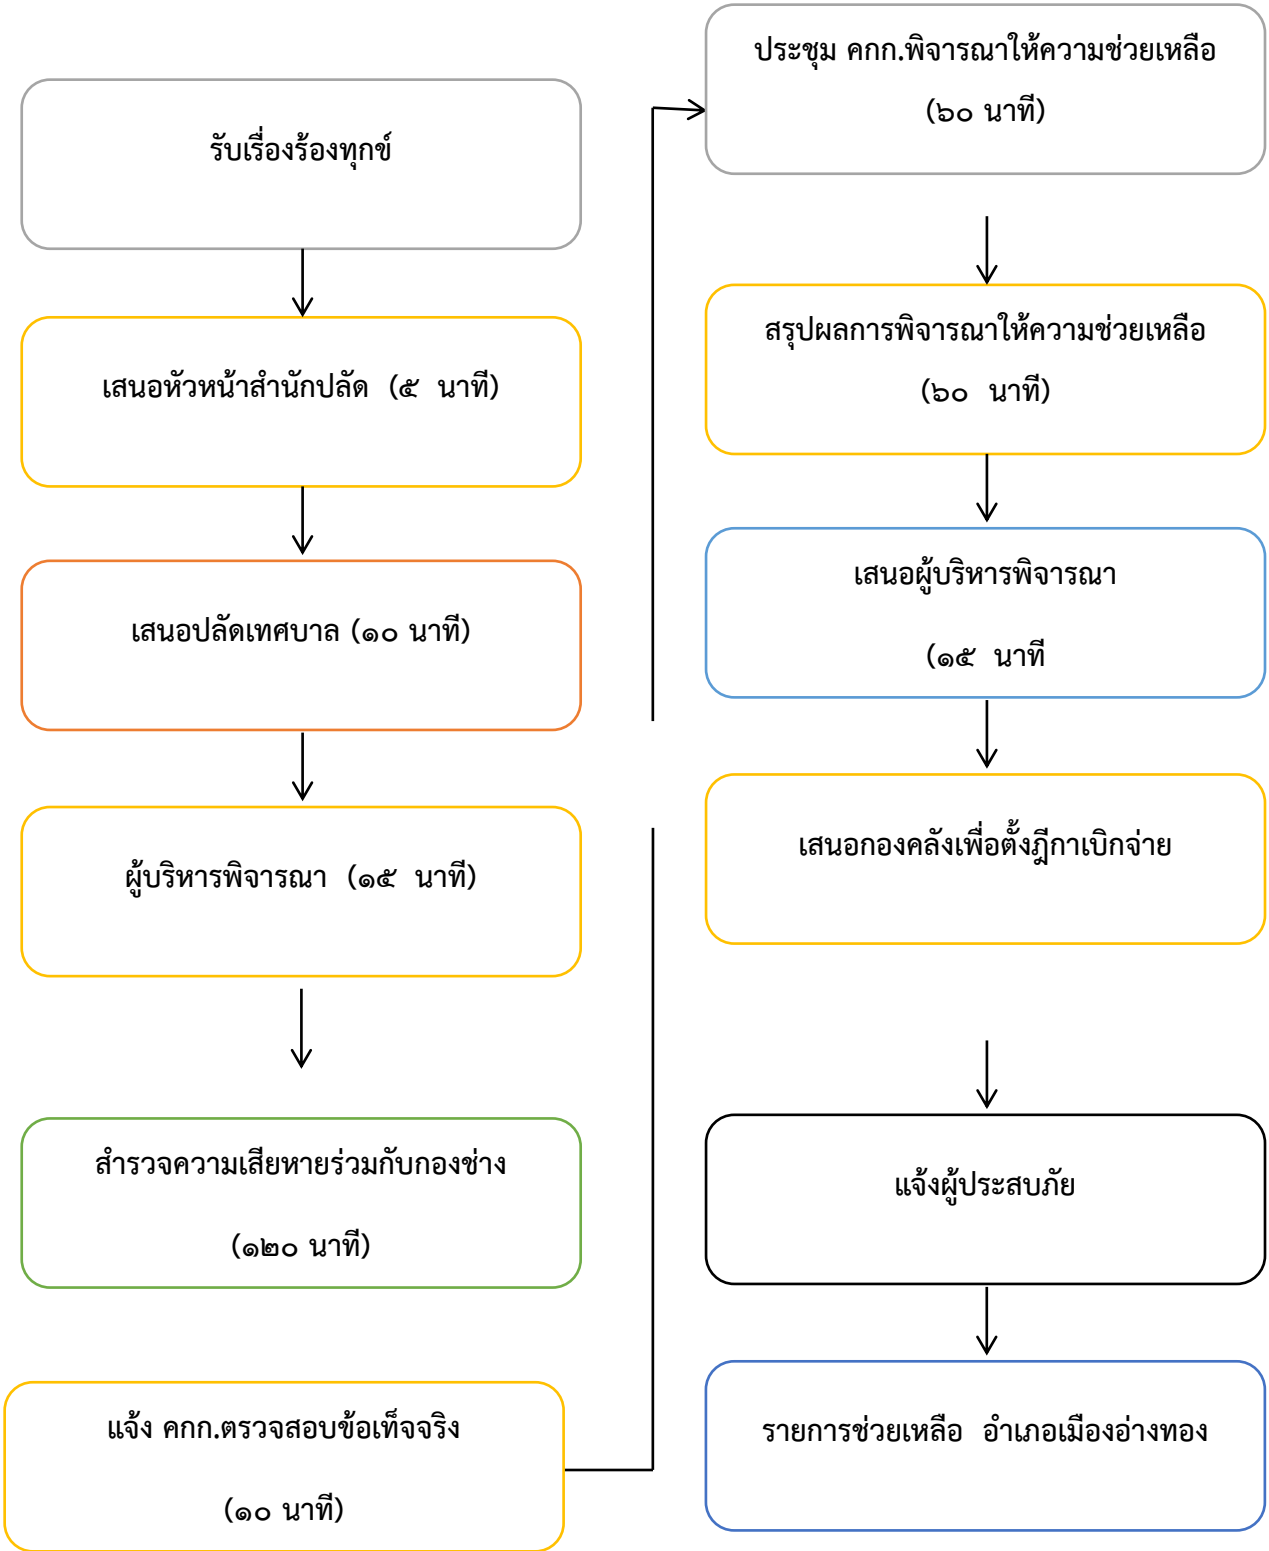 รับเรื่องร้องทุกข์
เสนอหัวหน้าสำนักปลัด (๕ นาที)
เสนอปลัดเทศบาล (๑๐ นาที)
ผู้บริหารพิจารณา (๑๕ นาที)
สำรวจความเสียหายร่วมกับกองช่าง
(๑๒๐ นาที)
แจ้ง คกก.ตรวจสอบข้อเท็จจริง
(๑๐ นาที)
ประชุม คกก.พิจารณาให้ความช่วยเหลือ
(๖๐ นาที)
สรุปผลการพิจารณาให้ความช่วยเหลือ
(๖๐ นาที)
เสนอผู้บริหารพิจารณา
(๑๕ นาที
เสนอกองคลังเพื่อตั้งฎีกาเบิกจ่าย
แจ้งผู้ประสบภัย
รายการช่วยเหลือ อำเภอเมืองอ่างทอง